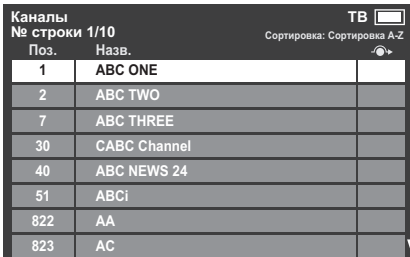 Каналы ТВ
№ строки 1/10 Сортировка: Сортировка A-Z
Поз. Назв.
1 ABC ONE
2 ABC TWO
7 ABC THREE
30 CABC Channel
40 ABC NEWS 24
51 ABCi
822 AA
823 AC